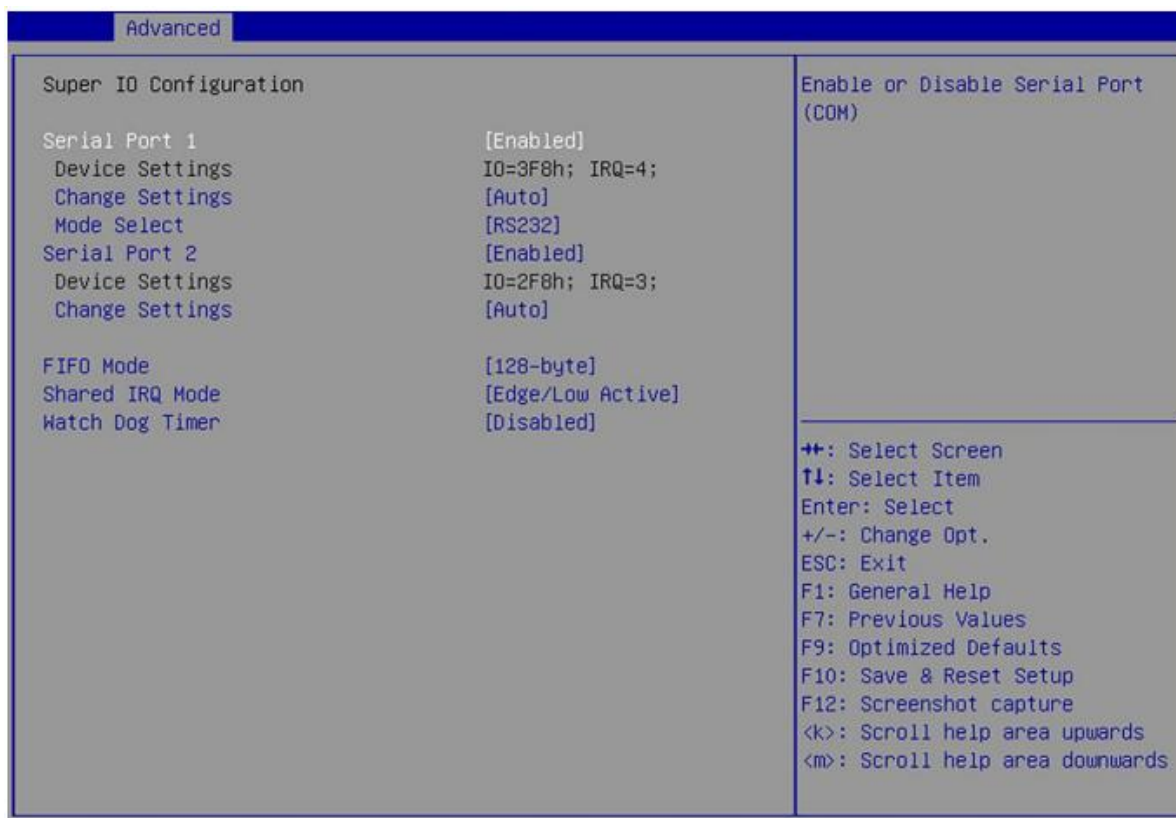 Advanced
Super IO Configuration
Serial Port 1 [Enabled]
Device Settings IO=3F8h; IRQ=4;
Change Settings [Auto]
Mode Select [RS232]
Serial Port 2 [Enabled]
Device Settings IO=2F8h; IRQ=3;
Change Settings [Auto]
FIFO Mode [128-byte]
Shared IRQ Mode [Edge/Low Active]
Watch Dog Timer [Disabled]
Enable or Disable Serial Port
(COM)
→←: Select Screen
↑↓: Select Item
Enter: Select
+/-: Change Opt.
ESC: Exit
F1: General Help
F7: Previous Values
F9: Optimized Defaults
F10: Save & Reset Setup
F12: Screenshot capture
<k>: Scroll help area upwards
<m>: Scroll help area downwards